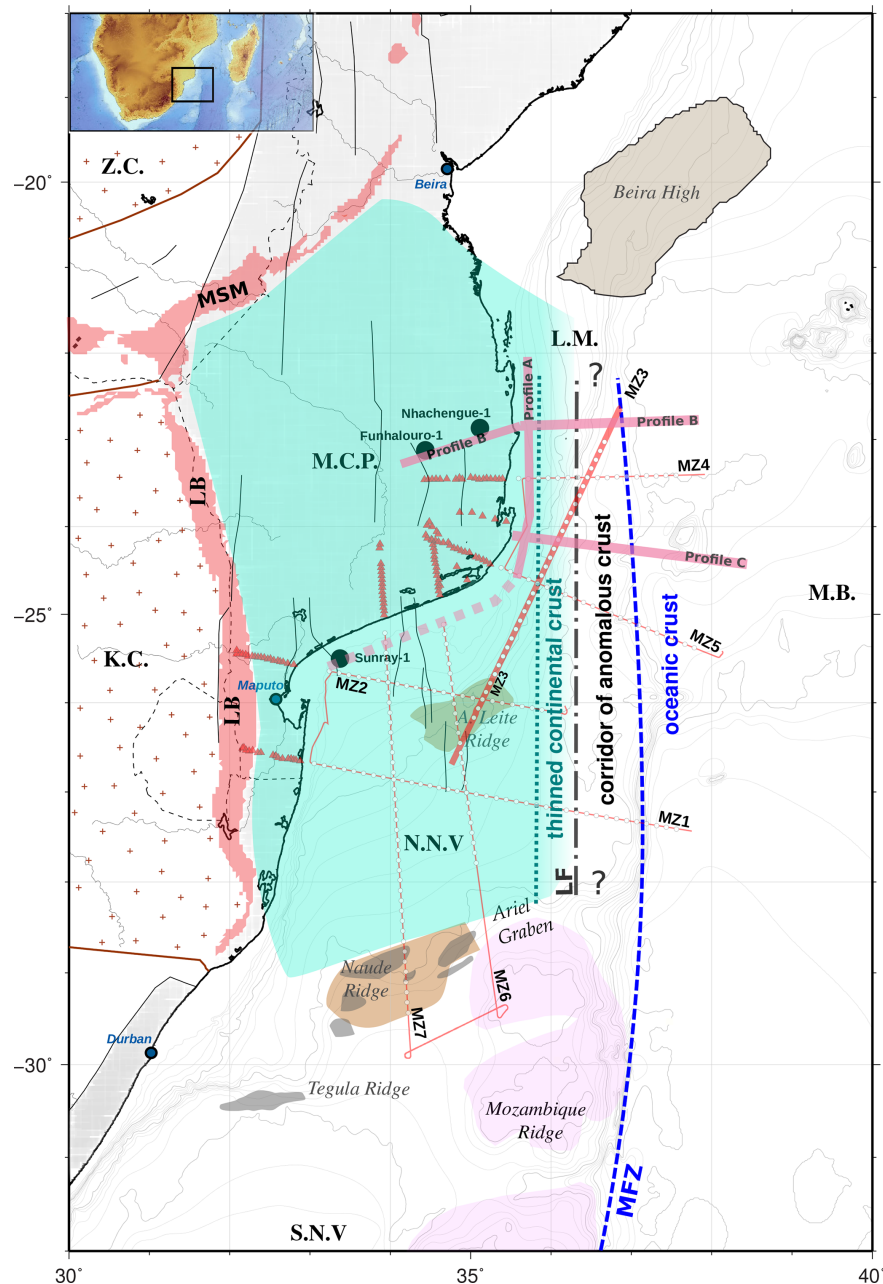 Z.C.
Beira
Beira High
−20˚
MSM
L.M.
?
MZ3
Profile A
Nhachengue-1
Profile B
Funhalouro-1
Profile B
M.C.P.
MZ4
LB
Profile C
thinned continental crust
corridor of anomalous crust
oceanic crust
M.B.
−25˚
K.C.
Sunray-1
MZ5
Maputo
MZ2
MZ3
LB
A. Leite
Ridge
MZ1
N.N.V
LF
?
Ariel
Graben
Naude
Ridge
MZ6
MZ7
Durban
−30˚
Tegula Ridge
Mozambique
Ridge
MFZ
S.N.V
30˚
35˚
40˚